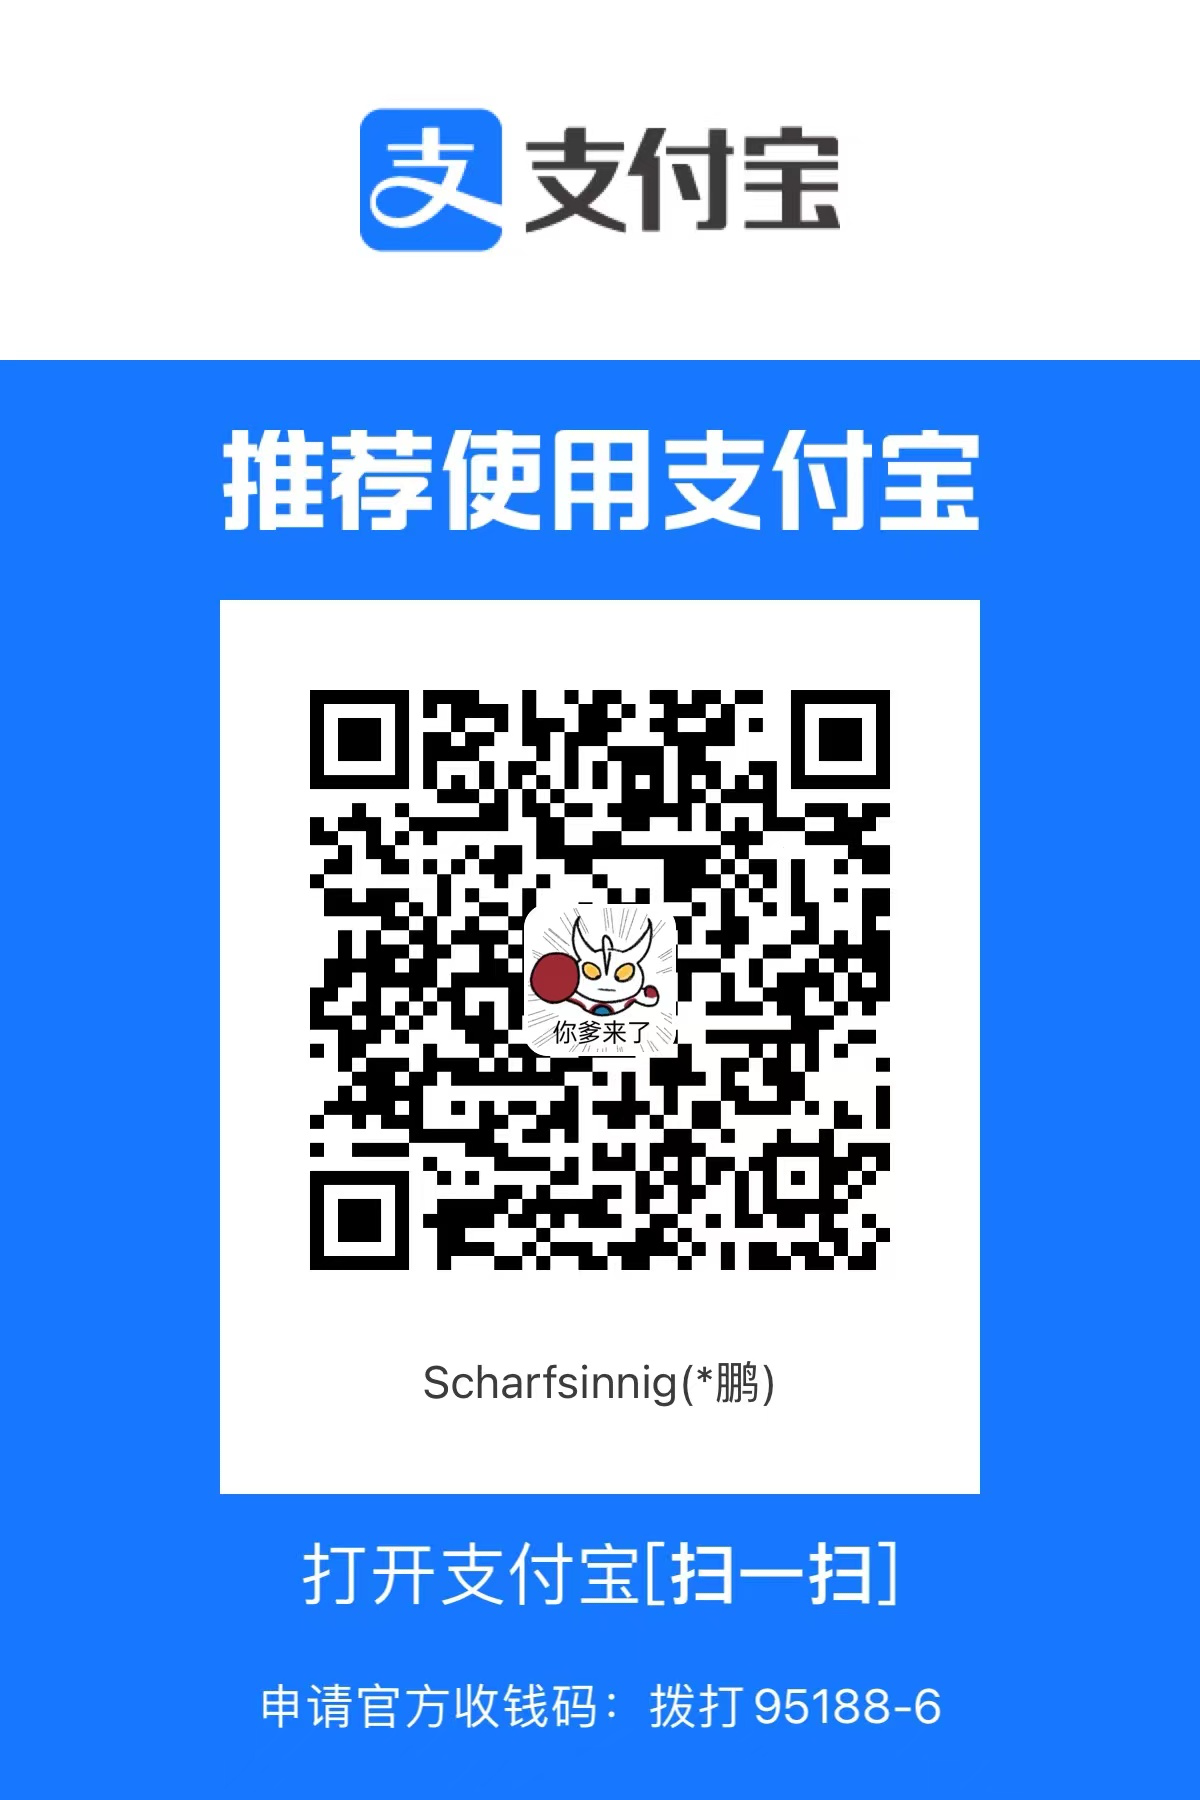 支 支付宝
推荐使用支付宝
你爹来了
Scharfsinnig(*鹏)
打开支付宝[扫一扫]
申请官方收钱码：拨打 95188-6